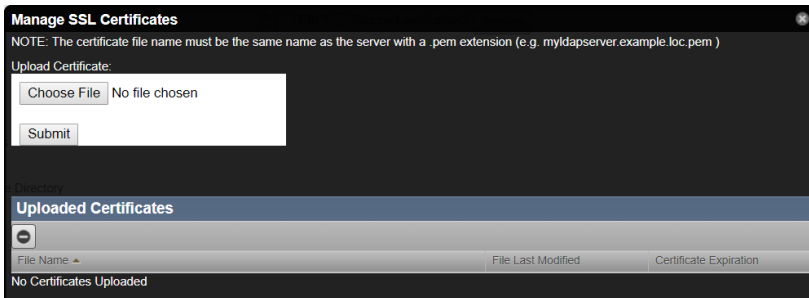 Manage SSL Certificates
NOTE: The certificate file name must be the same name as the server with a .pem extension (e.g. myldapserver.example.loc.pem )
Upload Certificate:
Choose File No file chosen
Submit
Directory
Uploaded Certificates
File Name File Last Modified Certificate Expiration
No Certificates Uploaded